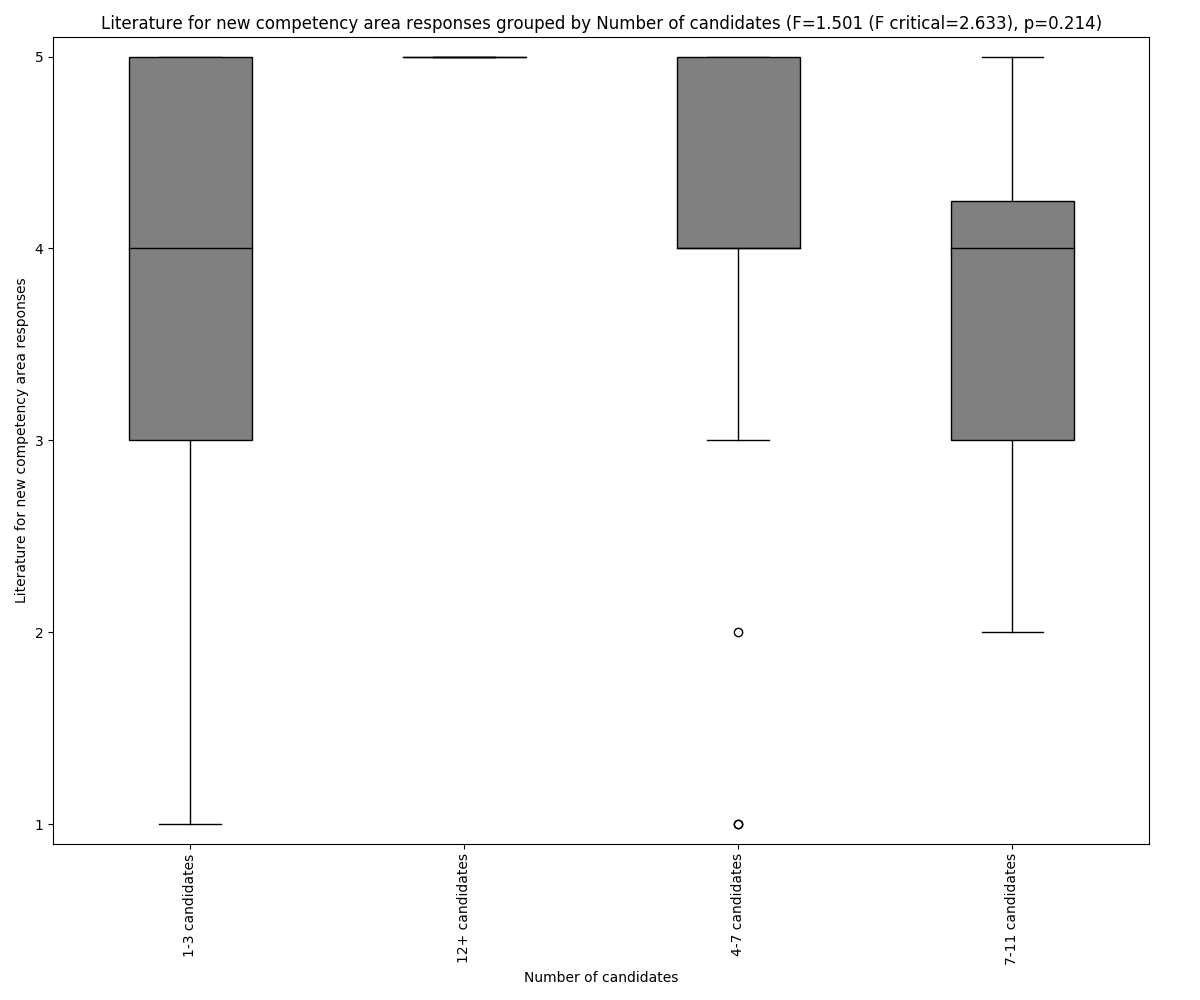 Literature for new competency area responses grouped by Number of candidates (F=1.501 (F critical=2.633), p=0.214)
Literature for new competency area responses
5
4
3
2
1
1-3 candidates
12+ candidates
4-7 candidates
7-11 candidates
Number of candidates